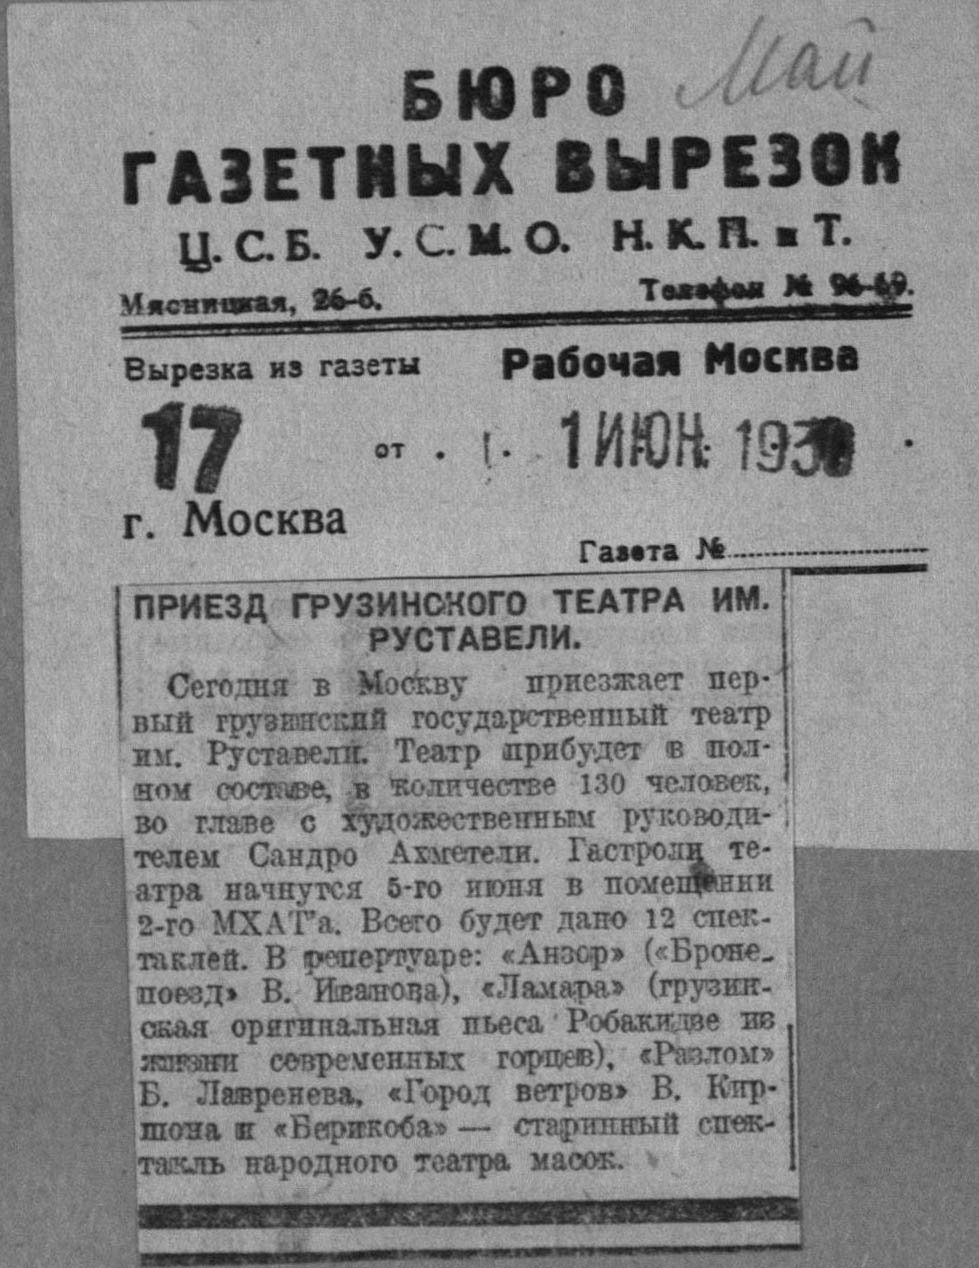 Май
БЮРО
ГАЗЕТНЫХ ВЫРЕЗОК
Ц.С.Б. У.С.М.О. Н.К.П. и Т.
Мясницкая, 26-б. Телефон № 96-69.
Вырезка из газеты Рабочая Москва
17 от . 1 ИЮН. 1930 .
г. Москва
Газета №
ПРИЕЗД ГРУЗИНСКОГО ТЕАТРА ИМ.
РУСТАВЕЛИ.
Сегодня в Москву приезжает пер-
вый грузинский государственный театр
им. Руставели. Театр прибудет в пол-
ном составе, в количестве 130 человек,
во главе с художественным руководи-
телем Сандро Ахметели. Гастроли те-
атра начнутся 5-го июня в помещении
2-го МХАТ'а. Всего будет дано 12 спек-
таклей. В репертуаре: «Анзор» («Броне-
поезд» В. Иванова), «Ламара» (грузин-
ская оригинальная пьеса Робакидзе из
жизни современных горцев), «Разлом»
Б. Лавренева, «Город ветров» В. Кир-
шона и «Берикоба» — старинный спек-
такль народного театра масок.